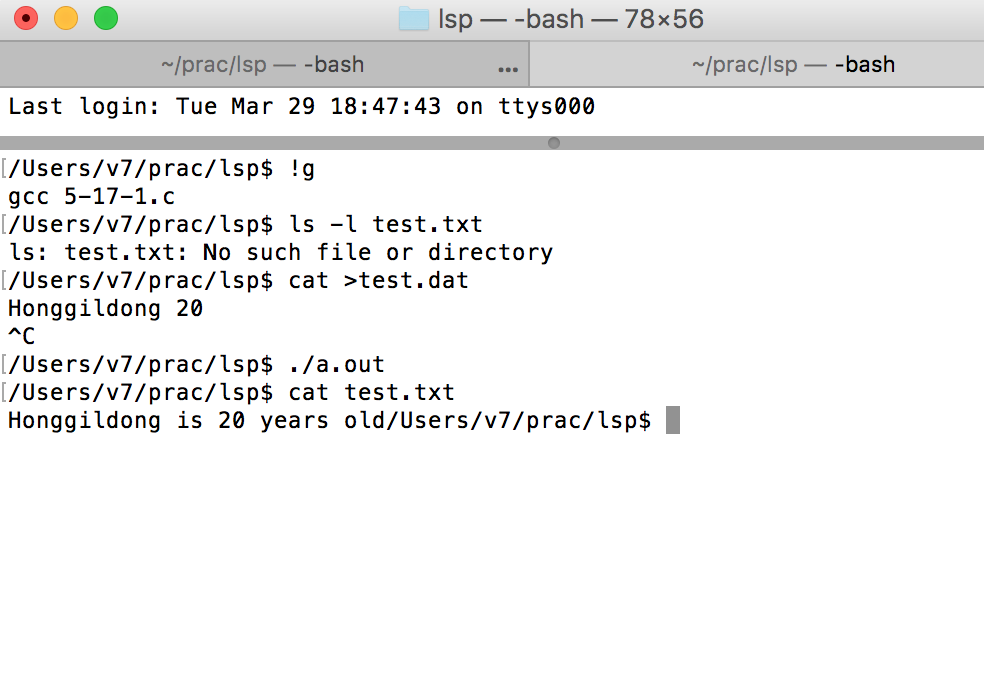 lsp — -bash — 78×56
~/prac/lsp — -bash ...
~/prac/lsp — -bash
Last login: Tue Mar 29 18:47:43 on ttys000
[/Users/v7/prac/lsp$ !g
gcc 5-17-1.c
[/Users/v7/prac/lsp$ ls -l test.txt
ls: test.txt: No such file or directory
[/Users/v7/prac/lsp$ cat >test.dat
Honggildong 20
^C
[/Users/v7/prac/lsp$ ./a.out
[/Users/v7/prac/lsp$ cat test.txt
Honggildong is 20 years old/Users/v7/prac/lsp$